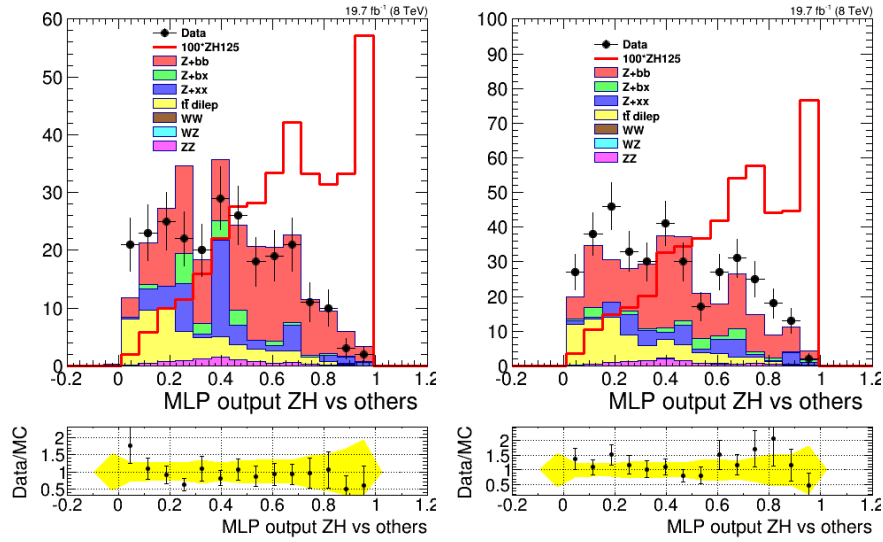 19.7 fb⁻¹ (8 TeV)
60
50
40
30
20
10
0
Data
100*ZH125
Z+bb
Z+bx
Z+xx
tt̄ dilep
WW
WZ
ZZ
-0.2 0 0.2 0.4 0.6 0.8 1 1.2
MLP output ZH vs others
Data/MC
2
1.5
1
0.5
-0.2 0 0.2 0.4 0.6 0.8 1 1.2
MLP output ZH vs others
19.7 fb⁻¹ (8 TeV)
100
90
80
70
60
50
40
30
20
10
0
Data
100*ZH125
Z+bb
Z+bx
Z+xx
tt̄ dilep
WW
WZ
ZZ
-0.2 0 0.2 0.4 0.6 0.8 1 1.2
MLP output ZH vs others
Data/MC
2
1.5
1
0.5
-0.2 0 0.2 0.4 0.6 0.8 1 1.2
MLP output ZH vs others